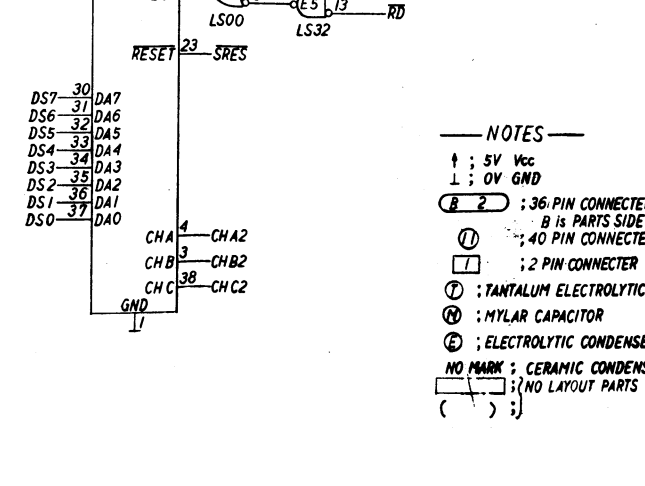 LS00
E5
13
RD
LS32
RESET 23 SRES
DS7 30 DA7
DS6 31 DA6
DS5 32 DA5
DS4 33 DA4
DS3 34 DA3
DS2 35 DA2
DS1 36 DA1
DS0 37 DA0
CHA 4 CHA2
CHB 3 CHB2
CHC 38 CHC2
GND
1
NOTES
; 5V Vcc
; 0V GND
B 2 ; 36 PIN CONNECTE
B is PARTS SIDE
11 ; 40 PIN CONNECTE
1 ; 2 PIN CONNECTER
T ; TANTALUM ELECTROLYTIC
M ; MYLAR CAPACITOR
E ; ELECTROLYTIC CONDENSE
NO MARK ; CERAMIC CONDENS
; NO LAYOUT PARTS
( ) ;